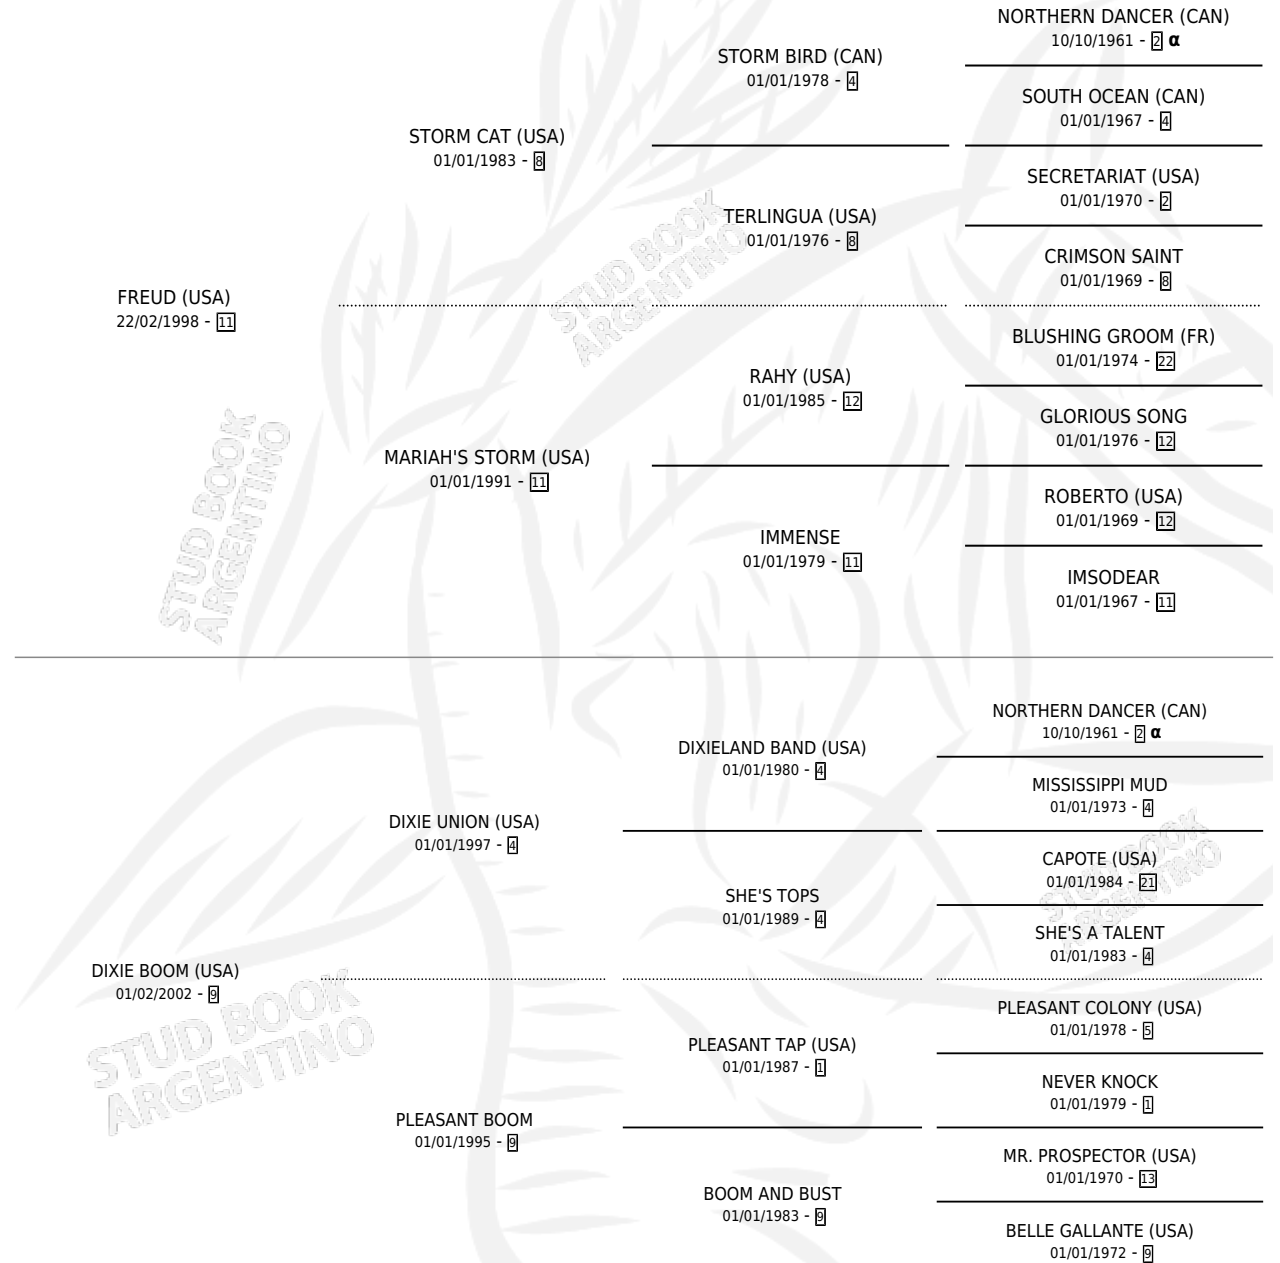 NORTHERN DANCER (CAN)
10/10/1961 - 2 α
STORM BIRD (CAN)
01/01/1978 - 4
SOUTH OCEAN (CAN)
01/01/1967 - 4
STORM CAT (USA)
01/01/1983 - 8
SECRETARIAT (USA)
01/01/1970 - 2
TERLINGUA (USA)
01/01/1976 - 8
CRIMSON SAINT
01/01/1969 - 8
FREUD (USA)
22/02/1998 - 11
BLUSHING GROOM (FR)
01/01/1974 - 22
RAHY (USA)
01/01/1985 - 12
GLORIOUS SONG
01/01/1976 - 12
MARIAH'S STORM (USA)
01/01/1991 - 11
ROBERTO (USA)
01/01/1969 - 12
IMMENSE
01/01/1979 - 11
IMSODEAR
01/01/1967 - 11
NORTHERN DANCER (CAN)
10/10/1961 - 2 α
DIXIELAND BAND (USA)
01/01/1980 - 4
MISSISSIPPI MUD
01/01/1973 - 4
DIXIE UNION (USA)
01/01/1997 - 4
CAPOTE (USA)
01/01/1984 - 21
SHE'S TOPS
01/01/1989 - 4
SHE'S A TALENT
01/01/1983 - 4
DIXIE BOOM (USA)
01/02/2002 - 9
PLEASANT COLONY (USA)
01/01/1978 - 5
PLEASANT TAP (USA)
01/01/1987 - 1
NEVER KNOCK
01/01/1979 - 1
PLEASANT BOOM
01/01/1995 - 9
MR. PROSPECTOR (USA)
01/01/1970 - 13
BOOM AND BUST
01/01/1983 - 9
BELLE GALLANTE (USA)
01/01/1972 - 9
STUD BOOK
ARGENTINO
STUD BOOK
ARGENTINO
STUD BOOK
ARGENTINO
STUD BOOK
ARGENTINO